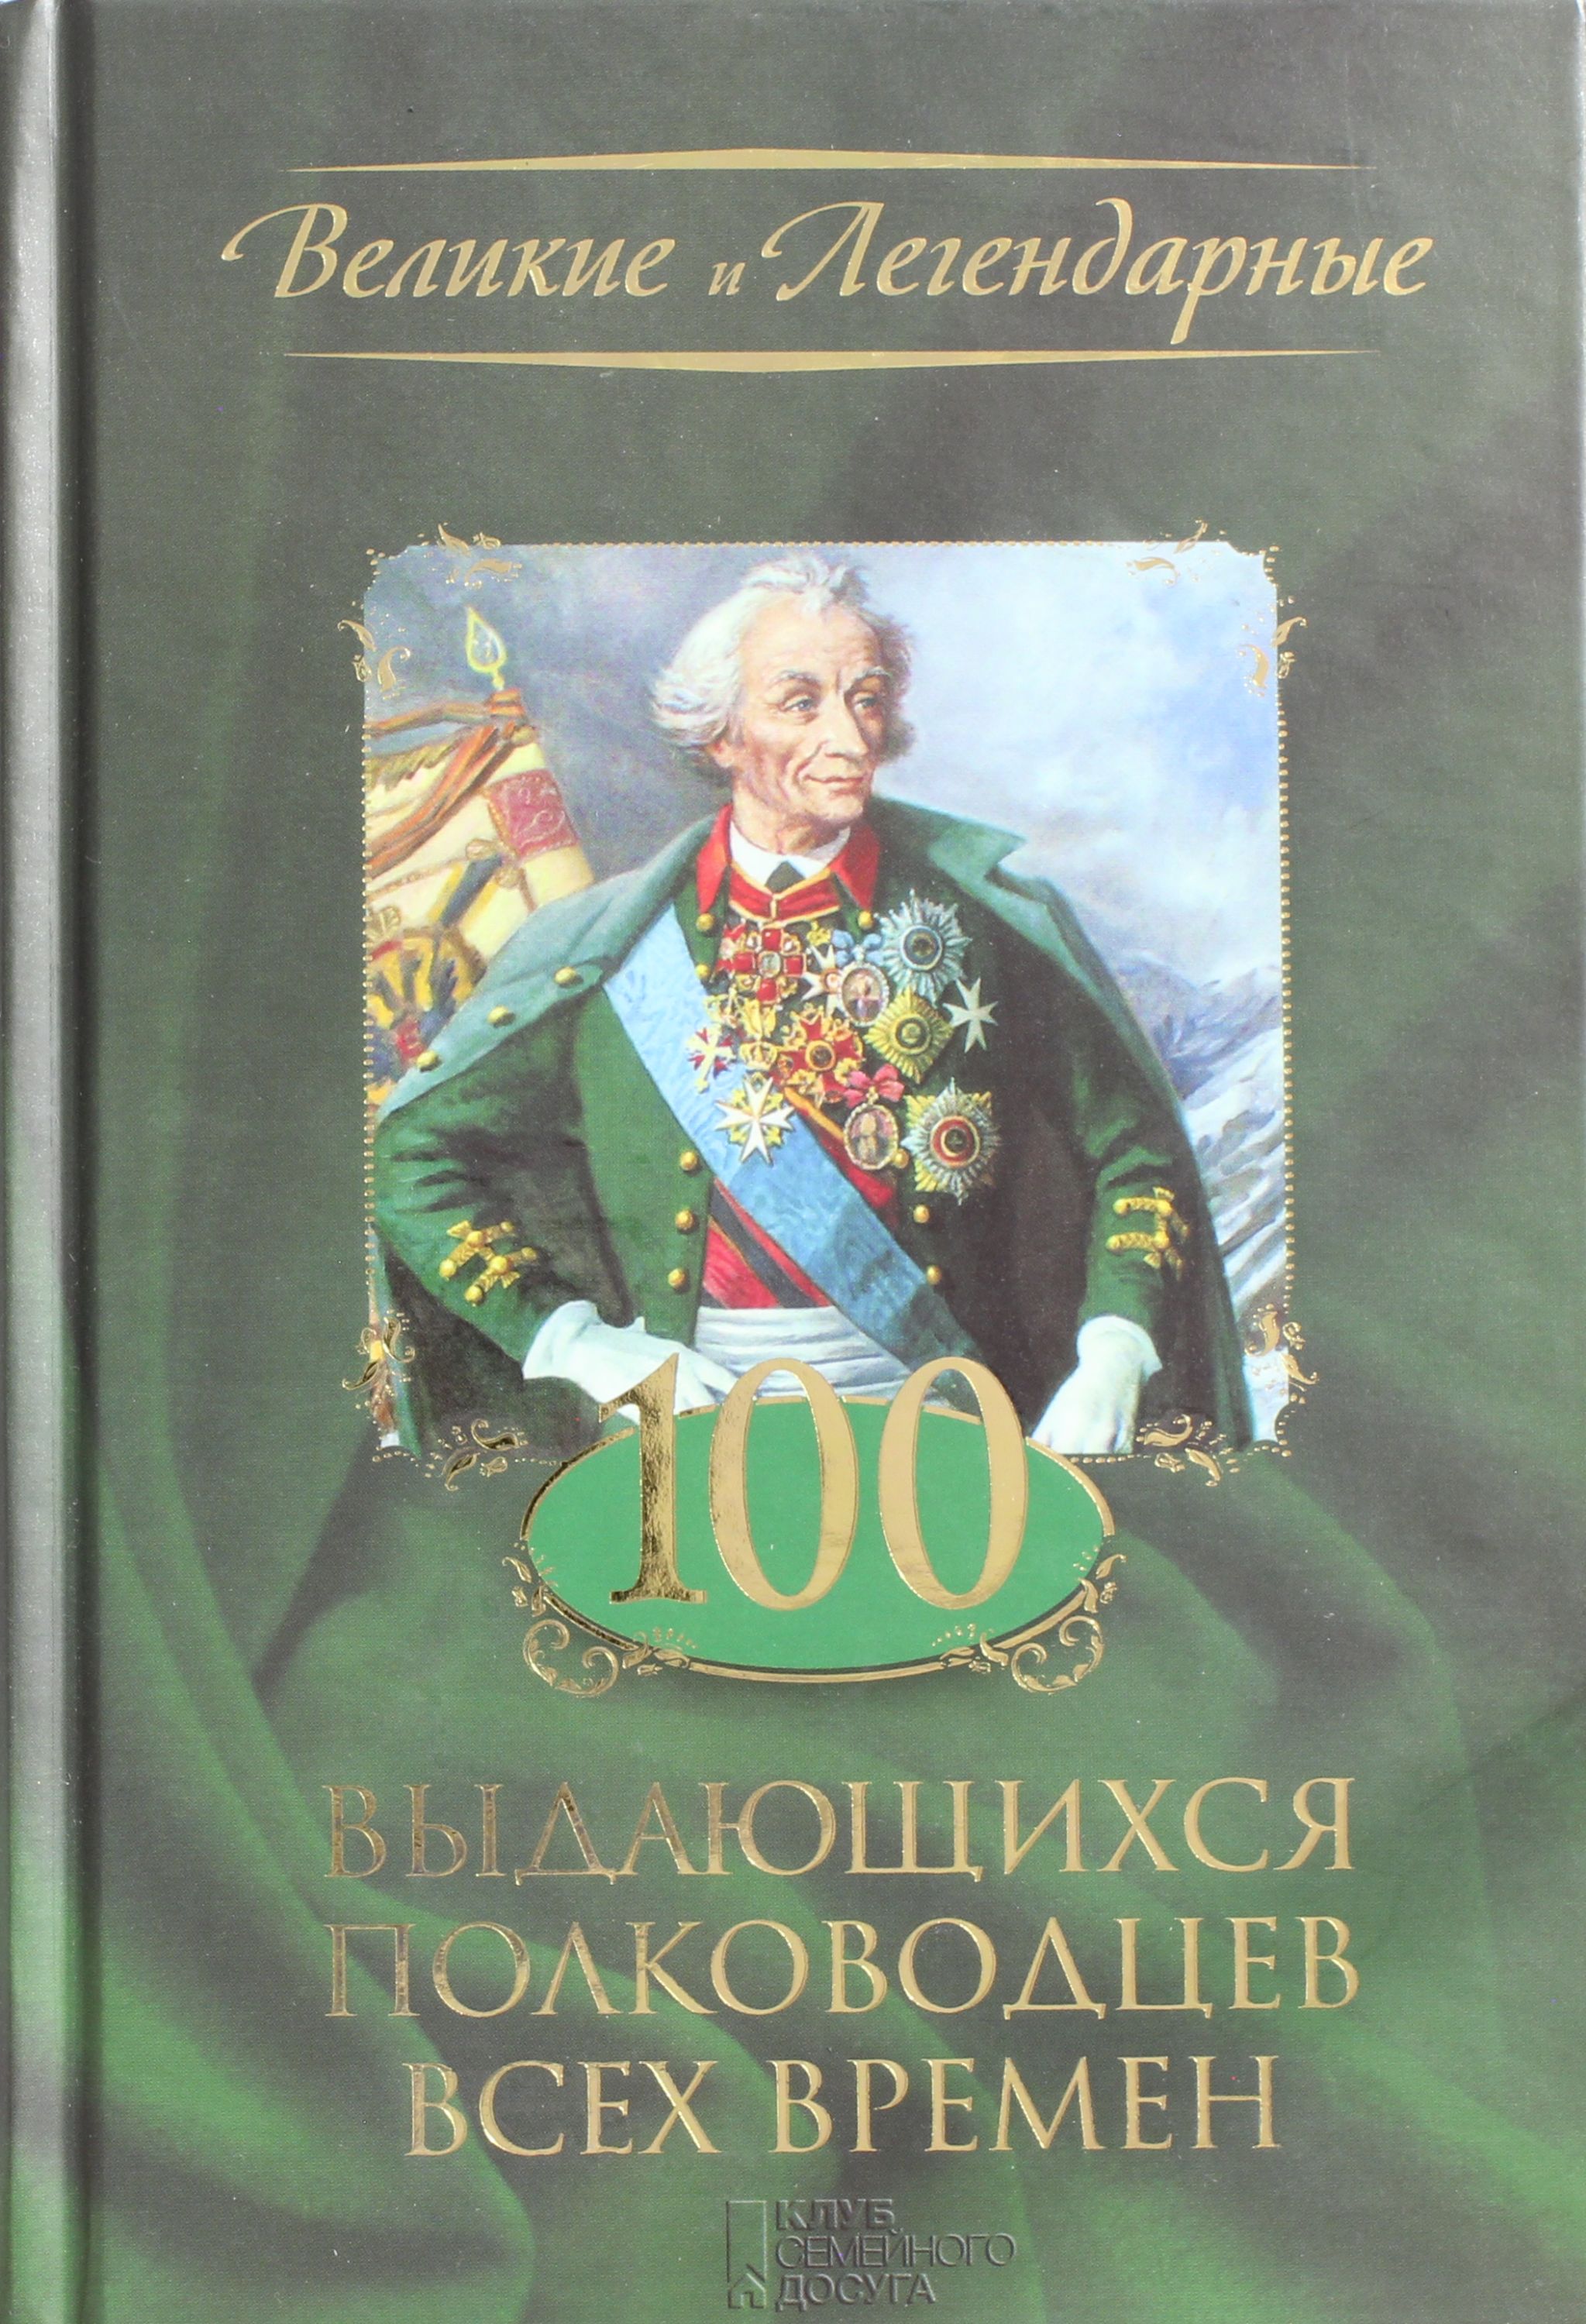 Великие и Легендарные
100
ВЫДАЮЩИХСЯ
ПОЛКОВОДЦЕВ
ВСЕХ ВРЕМЕН
КЛУБ
СЕМЕЙНОГО
ДОСУГА